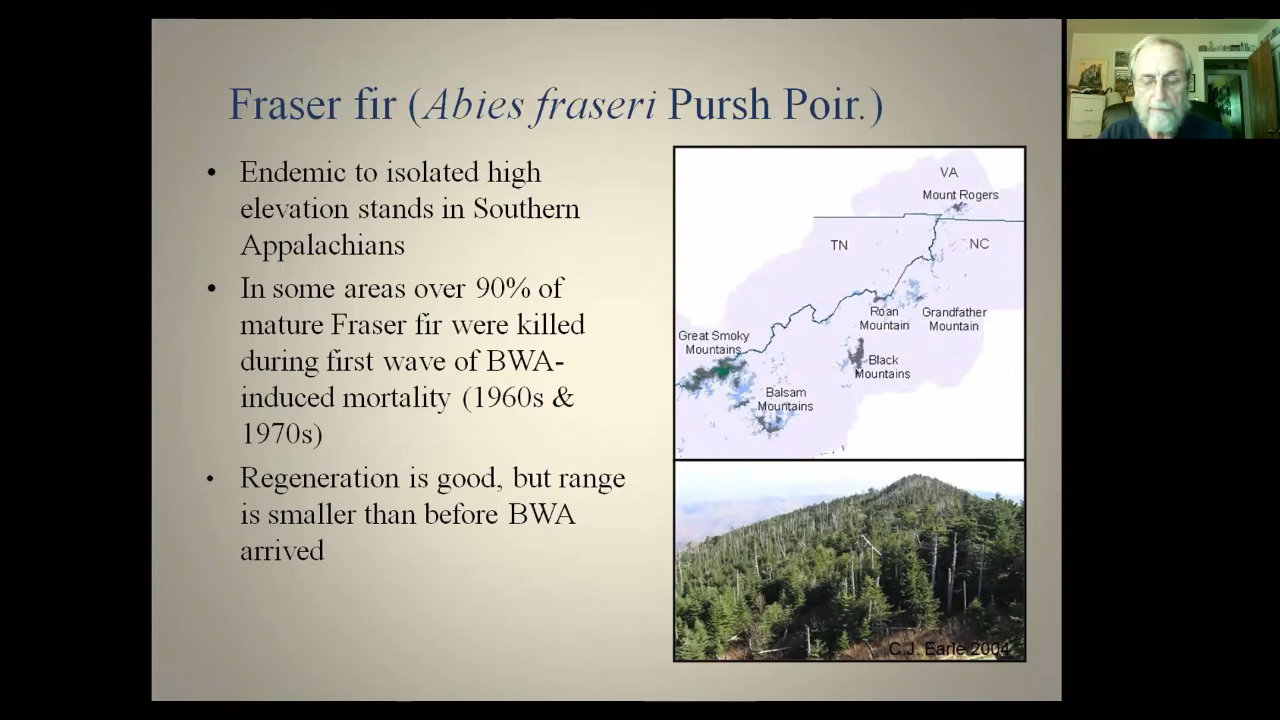 Fraser fir (Abies fraseri Pursh Poir.)
• Endemic to isolated high
elevation stands in Southern
Appalachians
• In some areas over 90% of
mature Fraser fir were killed
during first wave of BWA-
induced mortality (1960s &
1970s)
• Regeneration is good, but range
is smaller than before BWA
arrived
VA
Mount Rogers
TN
NC
Roan
Mountain
Grandfather
Mountain
Great Smoky
Mountains
Black
Mountains
Balsam
Mountains
C.J. Earle 2004